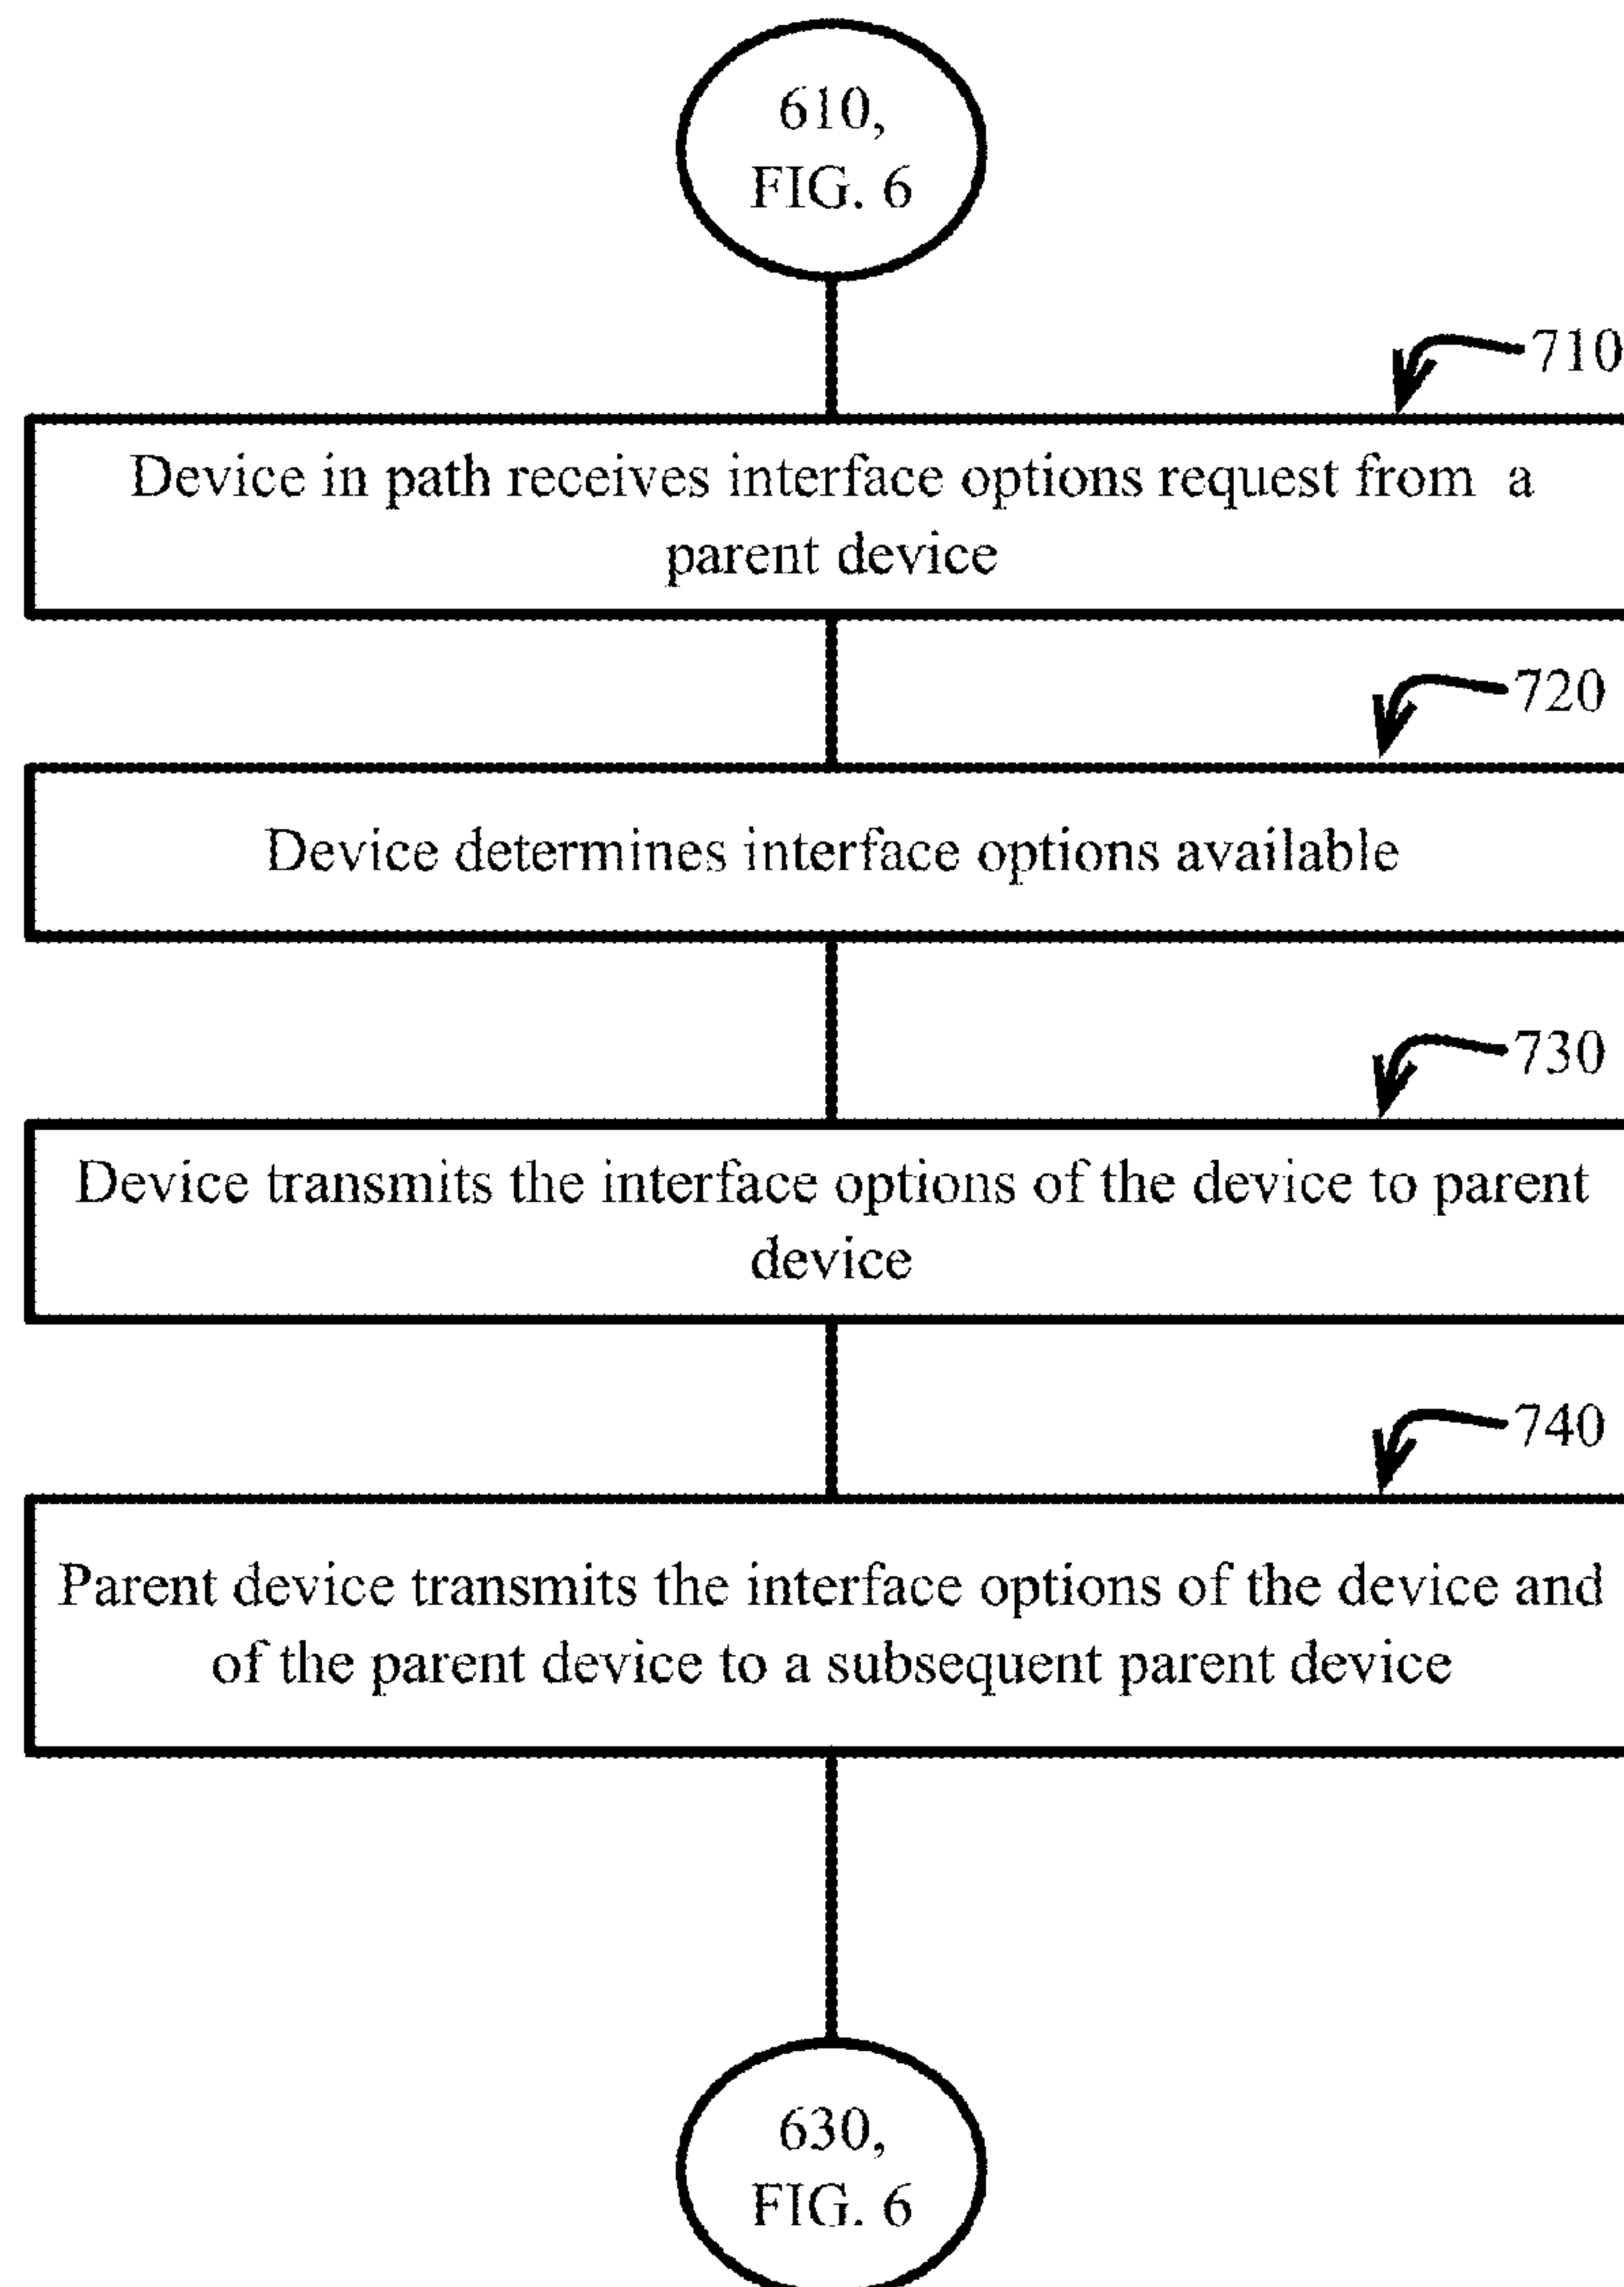 610,
FIG. 6
710
Device in path receives interface options request from a
parent device
720
Device determines interface options available
730
Device transmits the interface options of the device to parent
device
740
Parent device transmits the interface options of the device and
of the parent device to a subsequent parent device
630,
FIG. 6